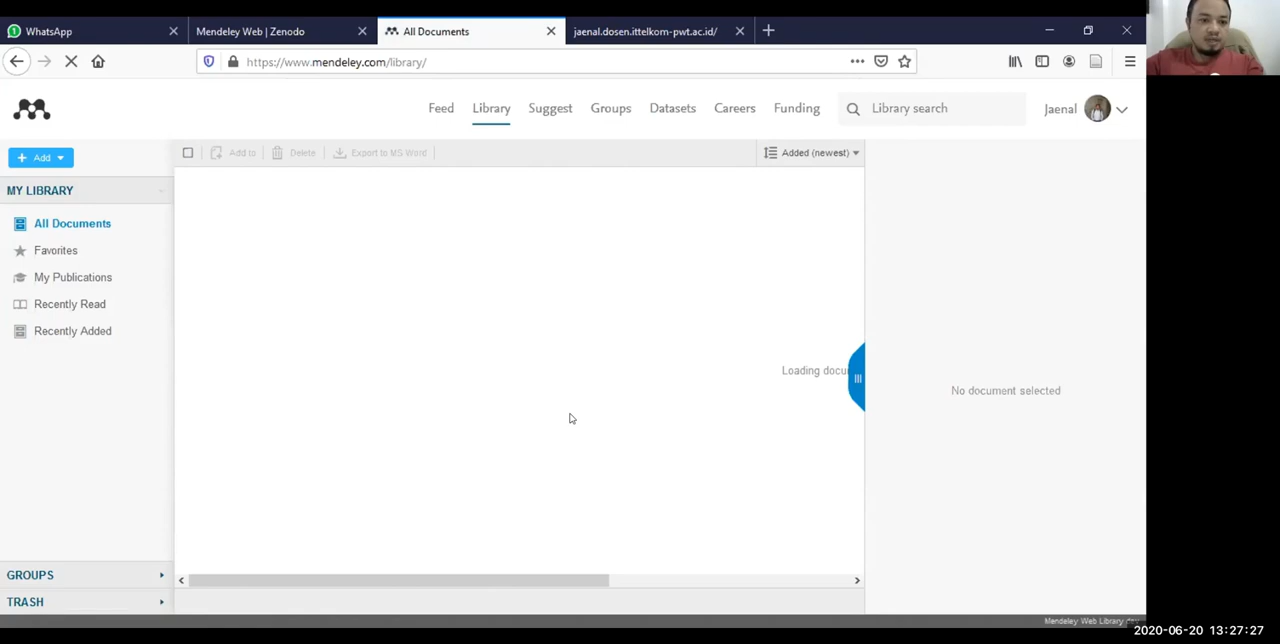 WhatsApp
Mendeley Web | Zenodo
All Documents
jaenal.dosen.ittelkom-pwt.ac.id/
https://www.mendeley.com/library/
Feed
Library
Suggest
Groups
Datasets
Careers
Funding
Library search
Jaenal
Add
Add to
Delete
Export to MS Word
Added (newest)
MY LIBRARY
All Documents
Favorites
My Publications
Recently Read
Recently Added
Loading docu
No document selected
GROUPS
TRASH
Mendeley Web Library
2020-06-20 13:27:27